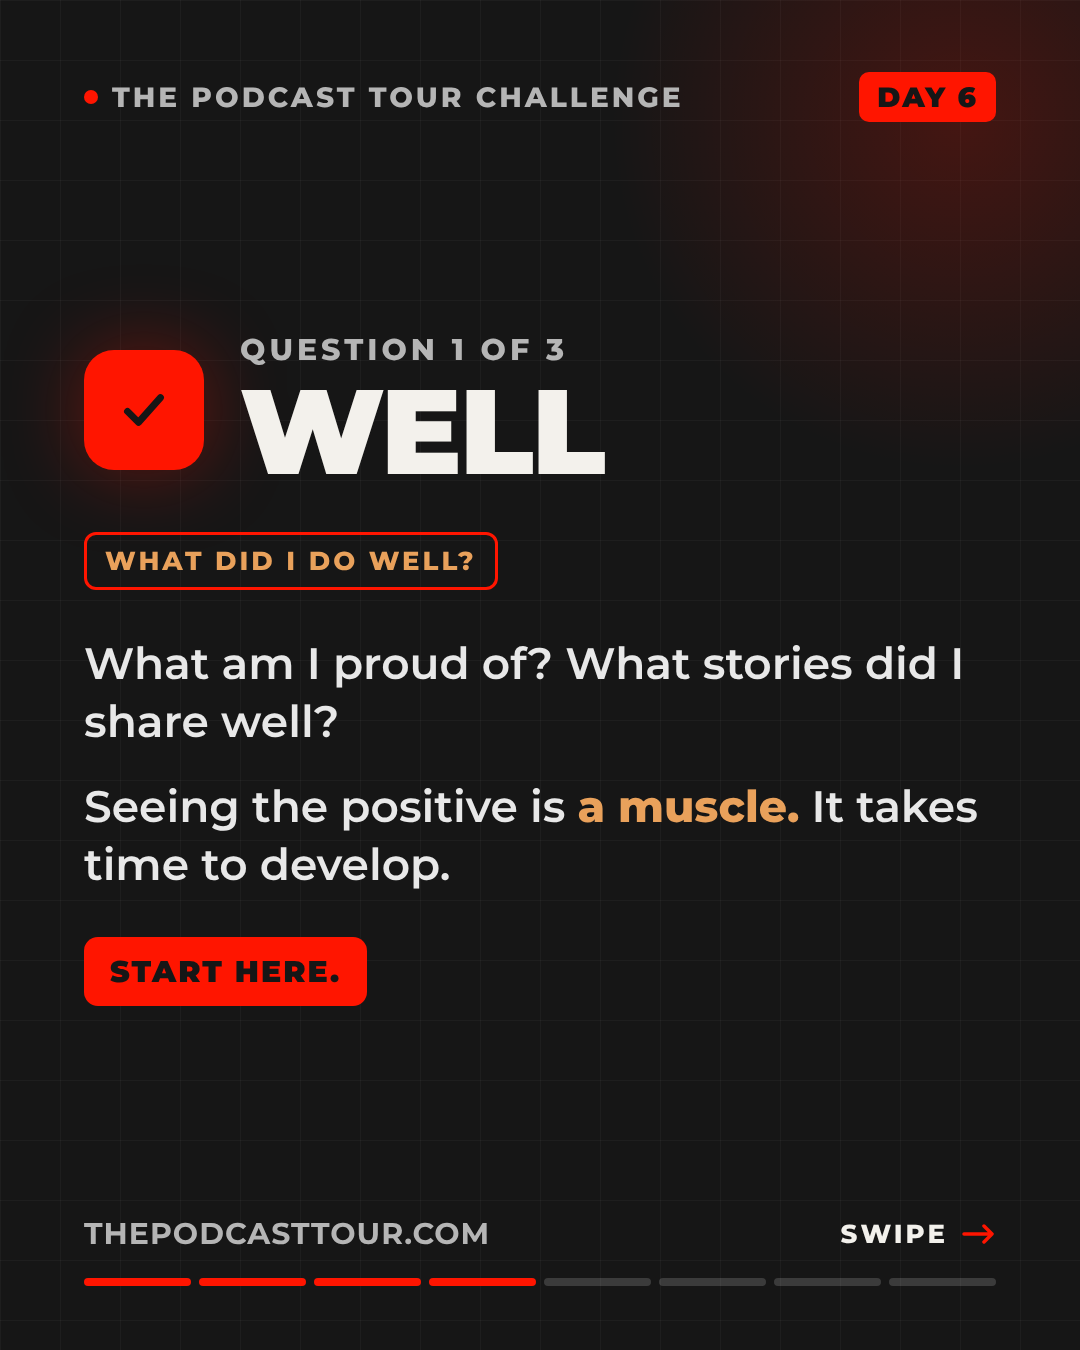 THE PODCAST TOUR CHALLENGE
DAY 6
QUESTION 1 OF 3
WELL
WHAT DID I DO WELL?
What am I proud of? What stories did I
share well?
Seeing the positive is a muscle. It takes
time to develop.
START HERE.
THEPODCASTTOUR.COM
SWIPE →